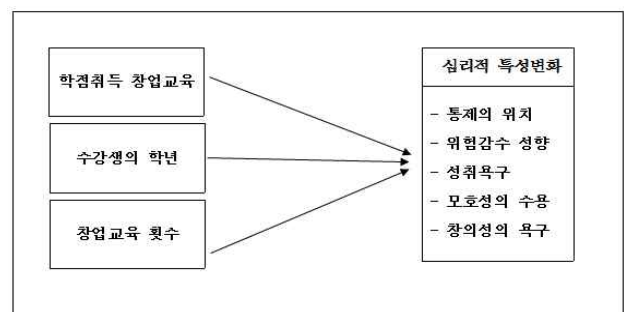 학점취득 창업교육
수강생의 학년
창업교육 횟수
심리적 특성변화
- 통제의 위치
- 위험감수 성향
- 성취욕구
- 모호성의 수용
- 창의성의 욕구